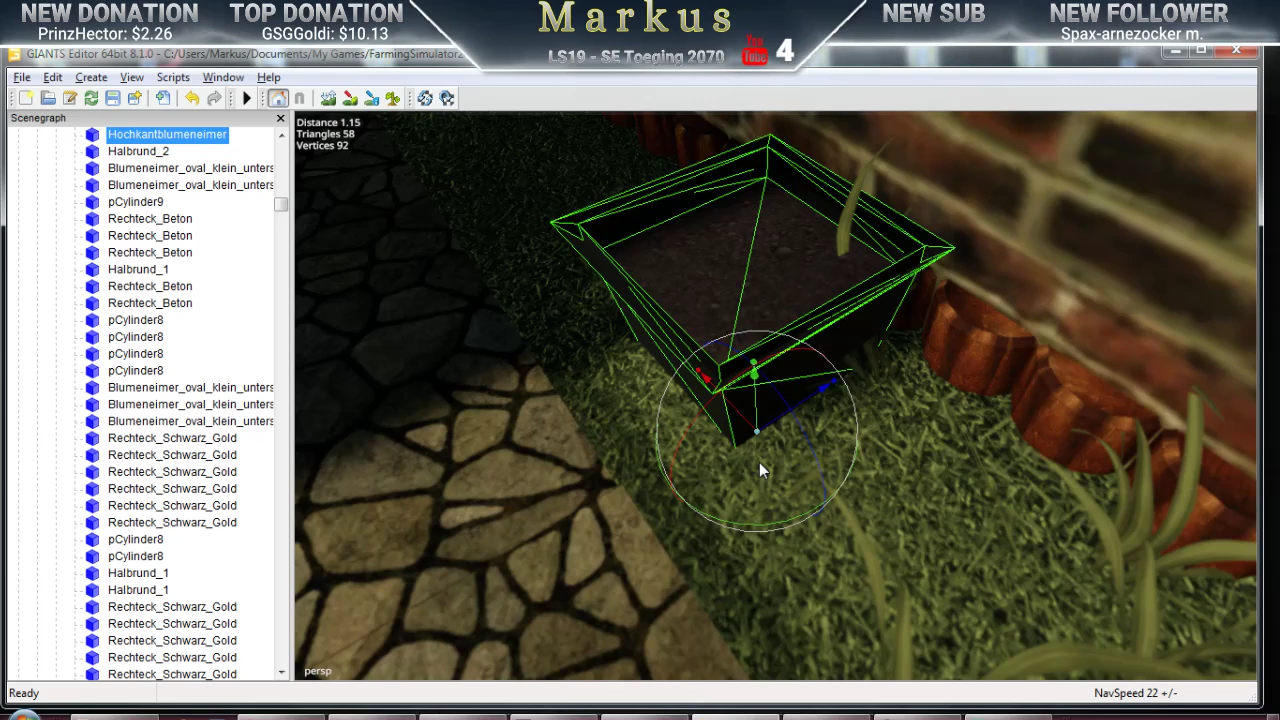 NEW DONATION
PrinzHector: $2.26
TOP DONATION
GSGGoldi: $10.13
Markus
LS19 - SE Toeging 2070
You
Tube
4
NEW SUB
NEW FOLLOWER
Spax-arnezocker m.
GIANTS Editor 64bit 8.1.0 - C:/Users/Markus/Documents/My Games/FarmingSimulator
File Edit Create View Scripts Window Help
Scenegraph
Hochkantblumeneimer
Halbrund_2
Blumeneimer_oval_klein_unters
Blumeneimer_oval_klein_unters
pCylinder9
Rechteck_Beton
Rechteck_Beton
Rechteck_Beton
Halbrund_1
Rechteck_Beton
Rechteck_Beton
pCylinder8
pCylinder8
pCylinder8
pCylinder8
Blumeneimer_oval_klein_unters
Blumeneimer_oval_klein_unters
Blumeneimer_oval_klein_unters
Rechteck_Schwarz_Gold
Rechteck_Schwarz_Gold
Rechteck_Schwarz_Gold
Rechteck_Schwarz_Gold
Rechteck_Schwarz_Gold
Rechteck_Schwarz_Gold
pCylinder8
pCylinder8
Halbrund_1
Halbrund_1
Rechteck_Schwarz_Gold
Rechteck_Schwarz_Gold
Rechteck_Schwarz_Gold
Rechteck_Schwarz_Gold
Rechteck_Schwarz_Gold
Distance 1.15
Triangles 58
Vertices 92
persp
Ready
NavSpeed 22 +/-